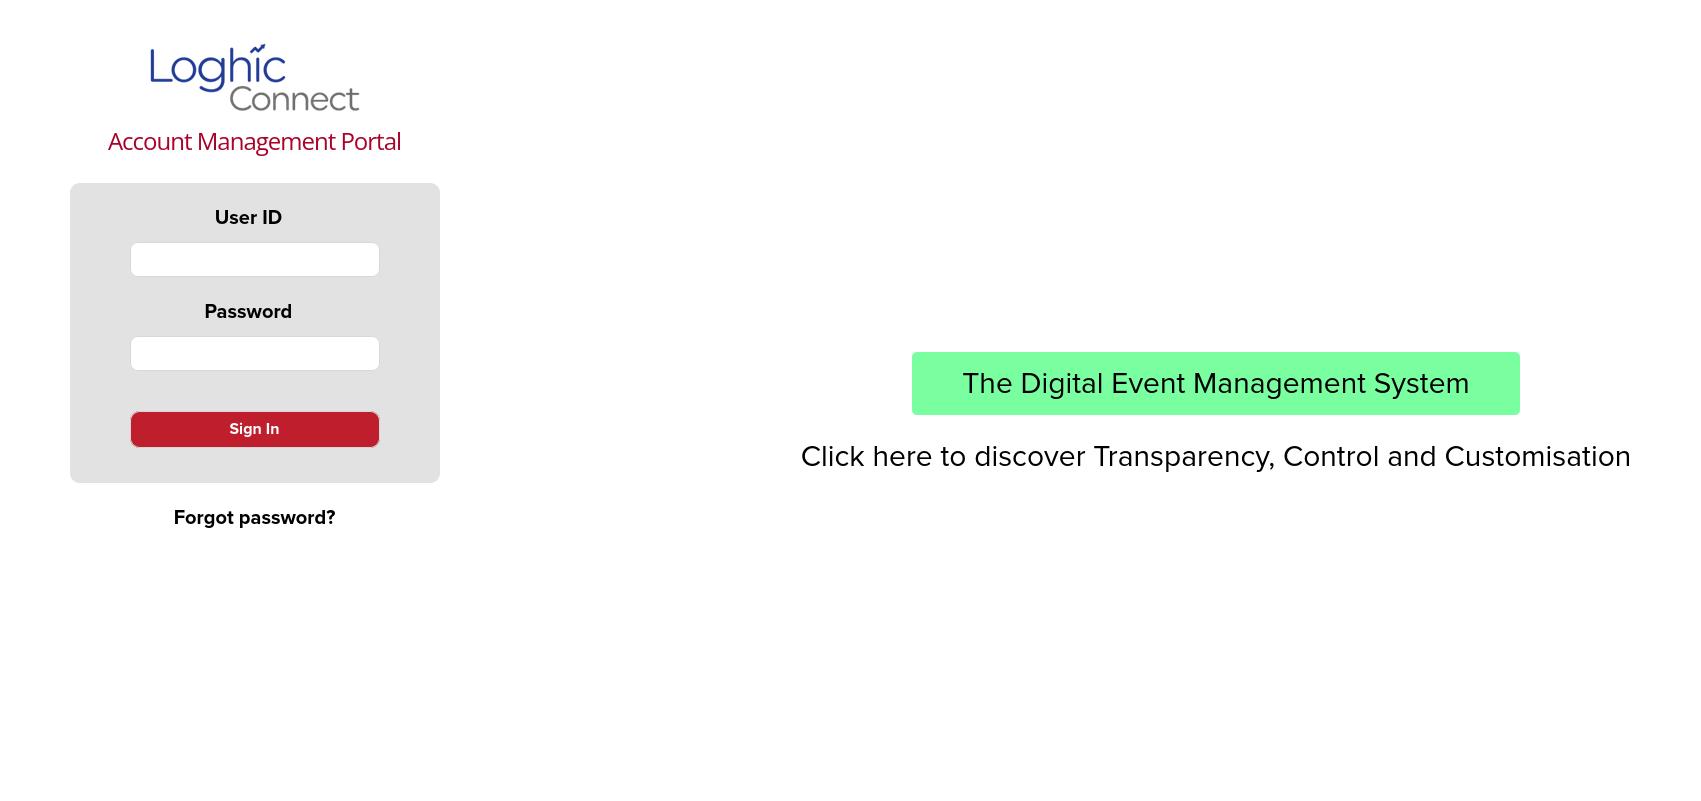 Loghic
Connect
Account Management Portal
User ID
Password
Sign In
Forgot password?
The Digital Event Management System
Click here to discover Transparency, Control and Customisation